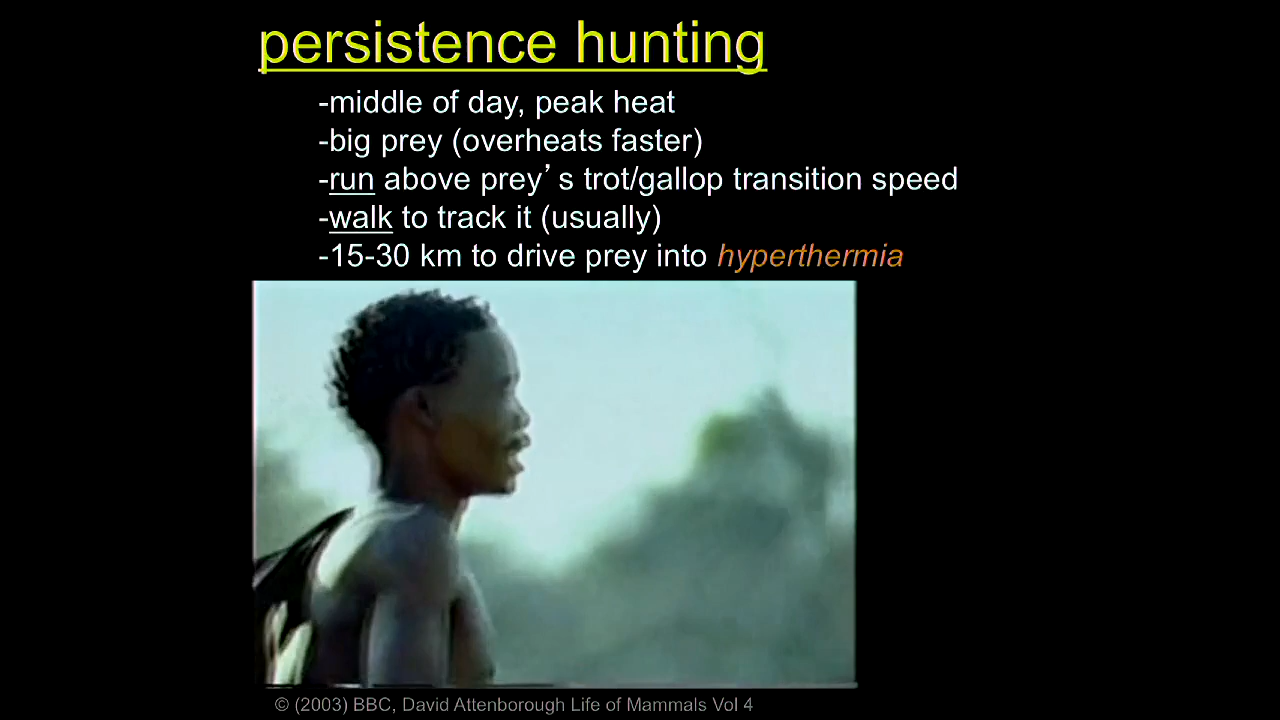 persistence hunting
-middle of day, peak heat
-big prey (overheats faster)
-run above prey’s trot/gallop transition speed
-walk to track it (usually)
-15-30 km to drive prey into hyperthermia
© (2003) BBC, David Attenborough Life of Mammals Vol 4